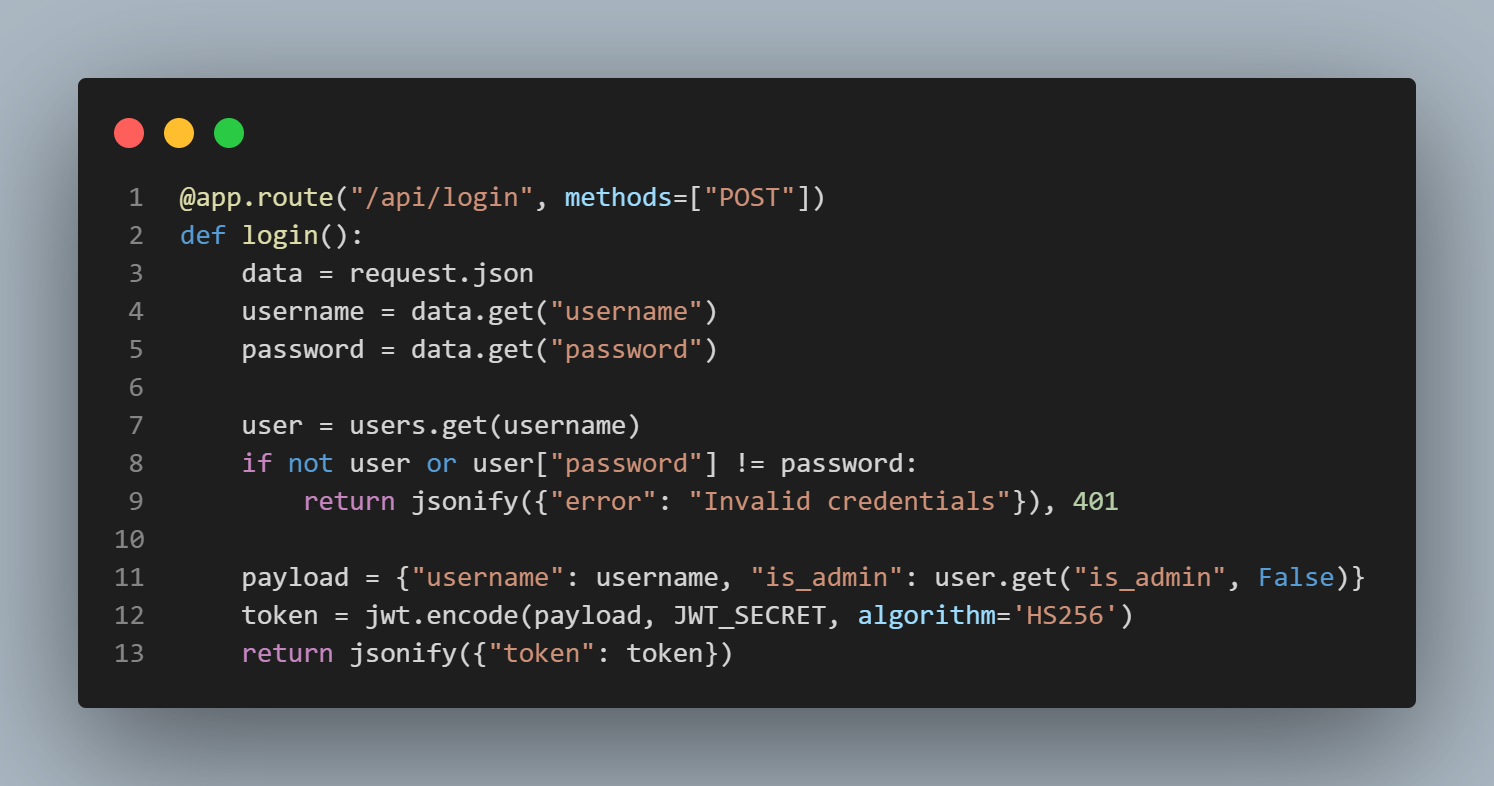 1 @app.route("/api/login", methods=["POST"])
2 def login():
3     data = request.json
4     username = data.get("username")
5     password = data.get("password")
6
7     user = users.get(username)
8     if not user or user["password"] != password:
9         return jsonify({"error": "Invalid credentials"}), 401
10
11     payload = {"username": username, "is_admin": user.get("is_admin", False)}
12     token = jwt.encode(payload, JWT_SECRET, algorithm='HS256')
13     return jsonify({"token": token})